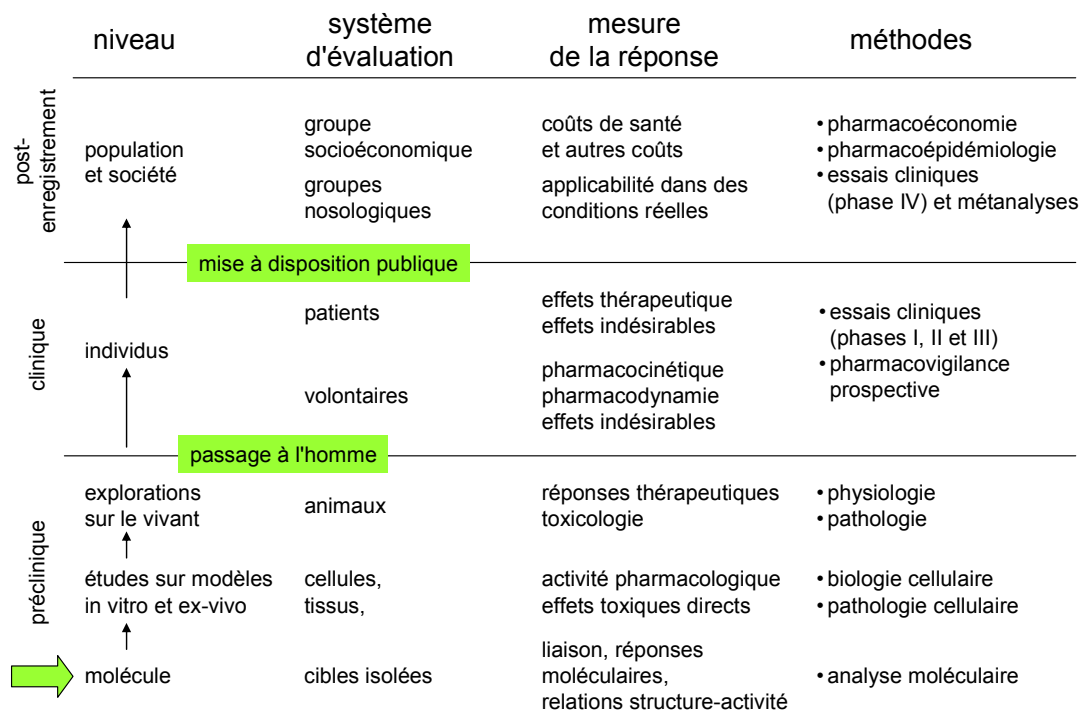 niveau
système
d'évaluation
mesure
de la réponse
méthodes
post-
enregistrement
population
et société
groupe
socioéconomique
groupes
nosologiques
coûts de santé
et autres coûts
applicabilité dans des
conditions réelles
• pharmacoéconomie
• pharmacoépidémiologie
• essais cliniques
(phase IV) et métanalyses
mise à disposition publique
clinique
individus
patients
volontaires
effets thérapeutique
effets indésirables
pharmacocinétique
pharmacodynamie
effets indésirables
• essais cliniques
(phases I, II et III)
• pharmacovigilance
prospective
passage à l'homme
préclinique
explorations
sur le vivant
animaux
réponses thérapeutiques
toxicologie
• physiologie
• pathologie
études sur modèles
in vitro et ex-vivo
cellules,
tissus,
activité pharmacologique
effets toxiques directs
• biologie cellulaire
• pathologie cellulaire
molécule
cibles isolées
liaison, réponses
moléculaires,
relations structure-activité
• analyse moléculaire